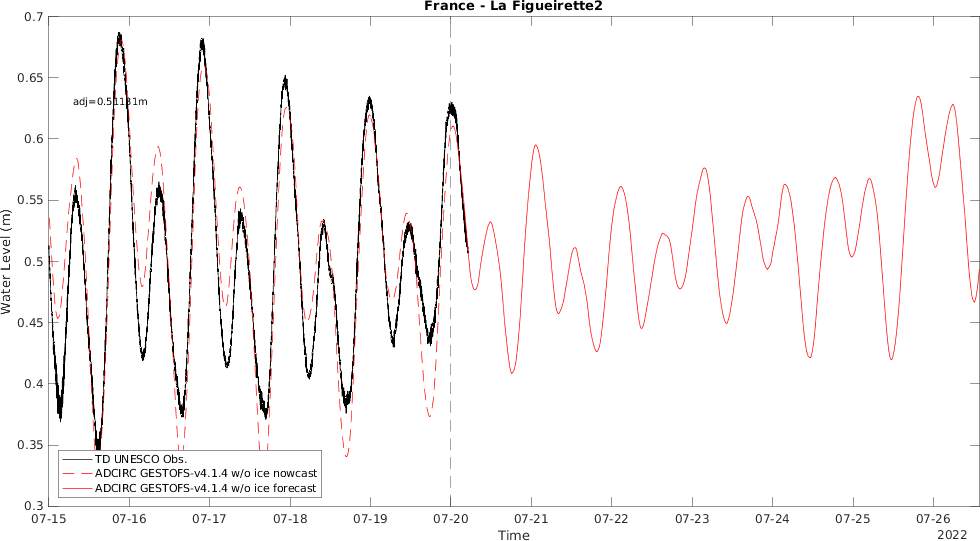 France - La Figueirette2
0.7
0.65
0.6
0.55
0.5
0.45
0.4
0.35
0.3
Water Level (m)
adj=0.51131m
TD UNESCO Obs.
ADCIRC GESTOFS-v4.1.4 w/o ice nowcast
ADCIRC GESTOFS-v4.1.4 w/o ice forecast
07-15 07-16 07-17 07-18 07-19 07-20 07-21 07-22 07-23 07-24 07-25 07-26
Time
2022